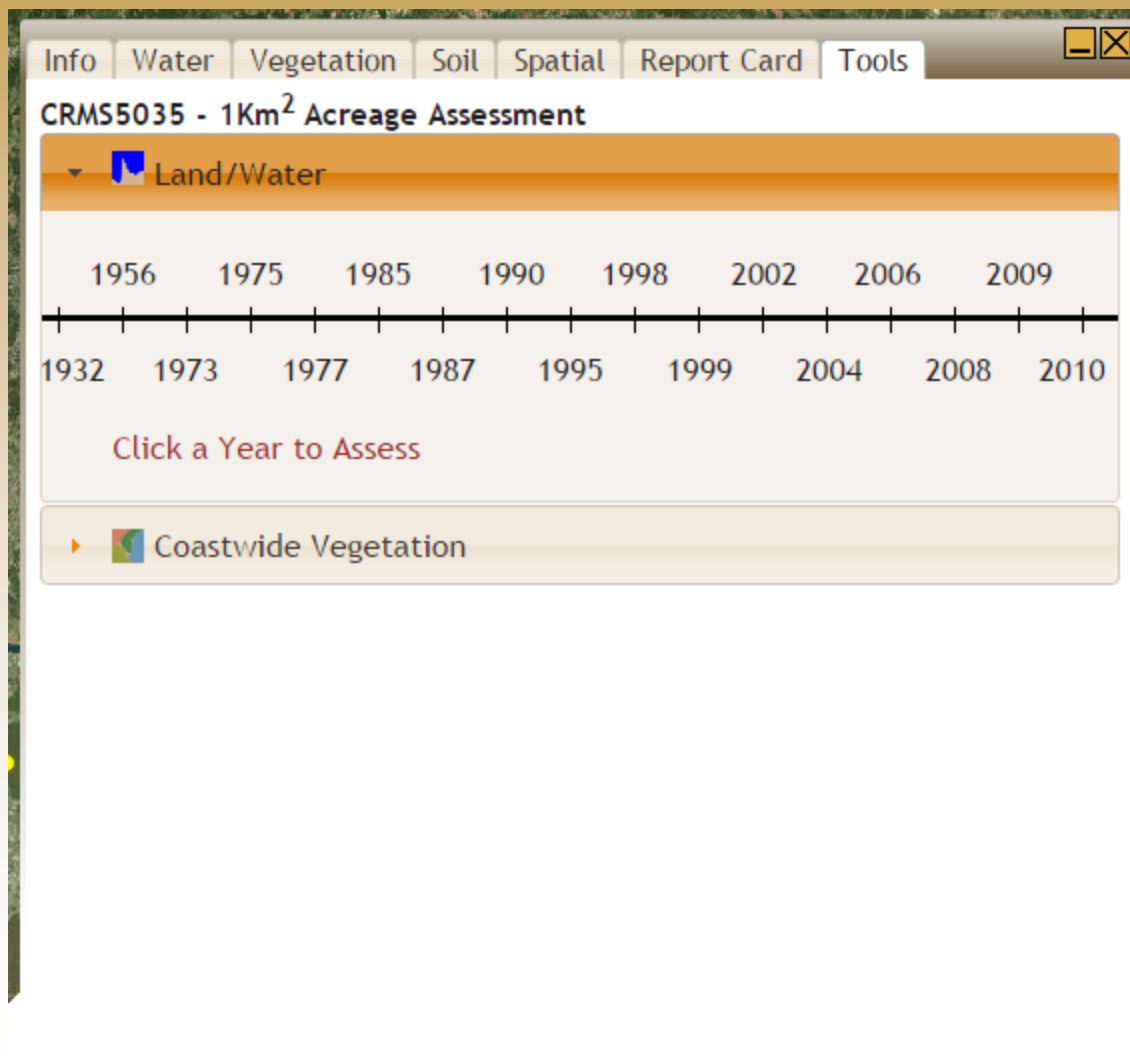 Info Water Vegetation Soil Spatial Report Card Tools
CRMS5035 - 1Km² Acreage Assessment
Land/Water
1956 1975 1985 1990 1998 2002 2006 2009
1932 1973 1977 1987 1995 1999 2004 2008 2010
Click a Year to Assess
Coastwide Vegetation